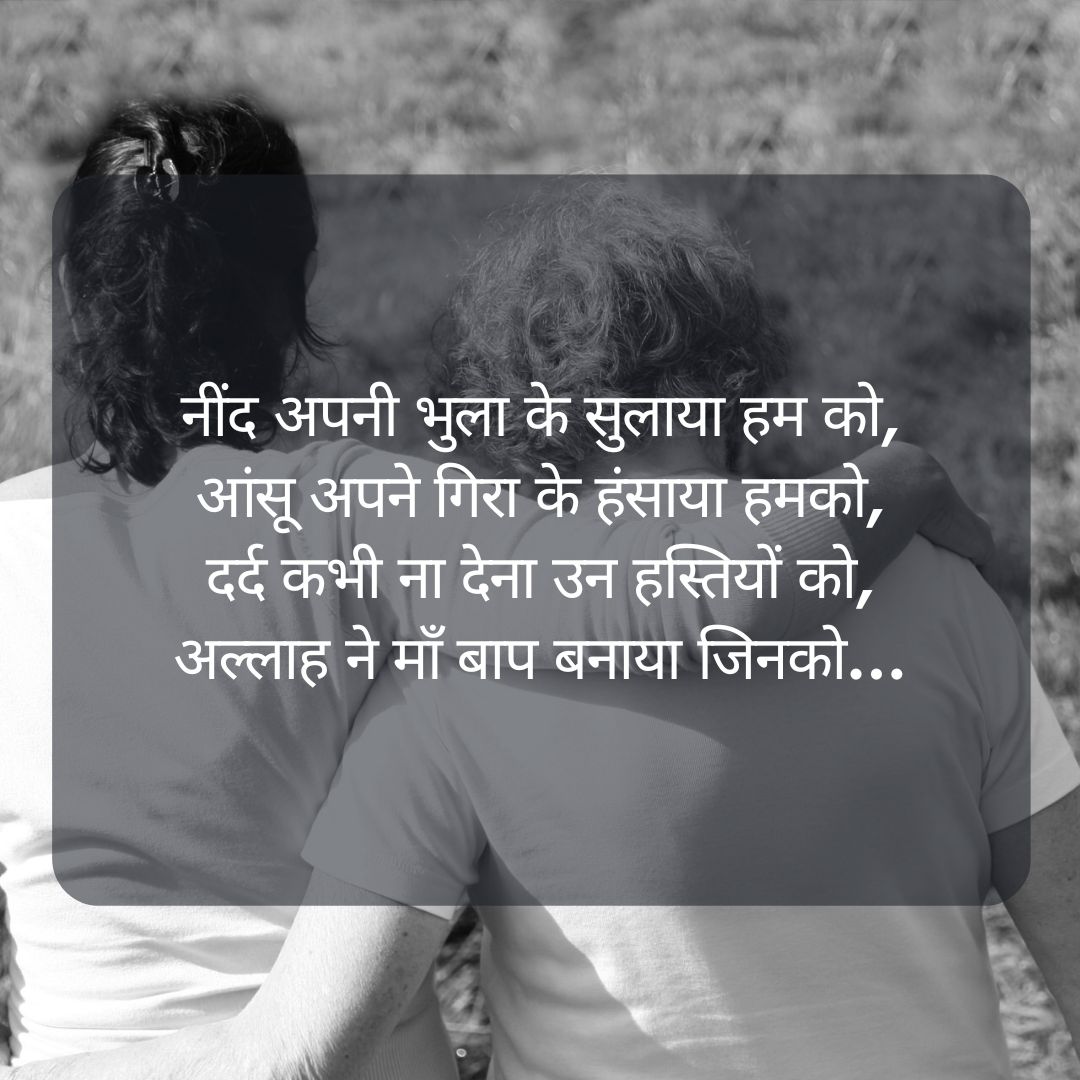 नींद अपनी भुला के सुलाया हम को,
आंसू अपने गिरा के हंसाया हमको,
दर्द कभी ना देना उन हस्तियों को,
अल्लाह ने माँ बाप बनाया जिनको...